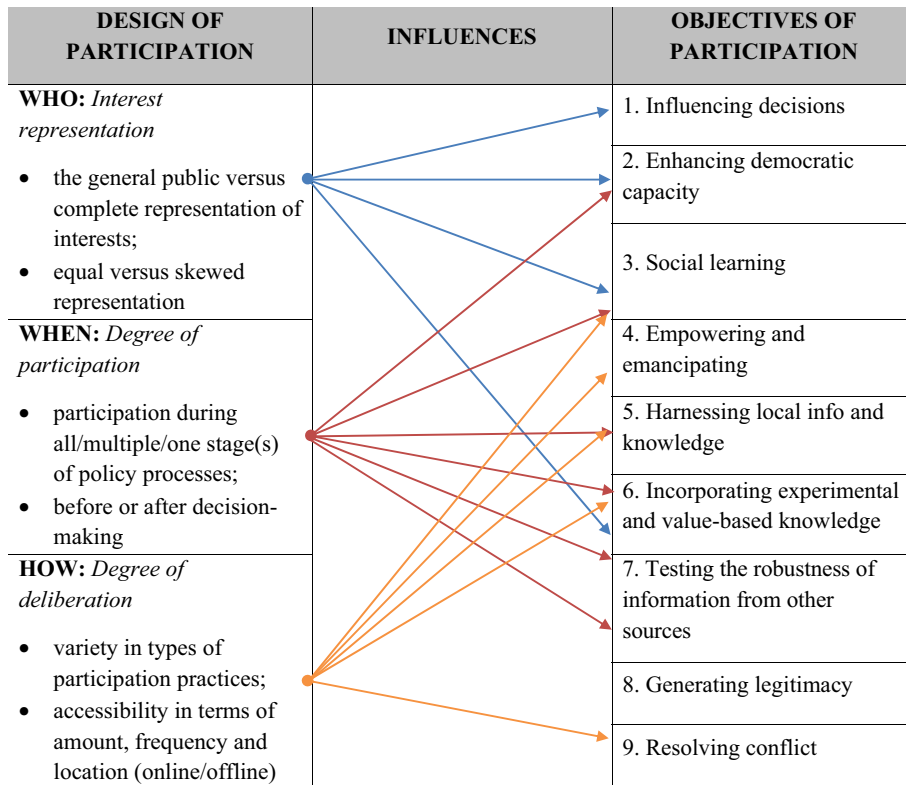 DESIGN OF
PARTICIPATION
INFLUENCES
OBJECTIVES OF
PARTICIPATION
WHO: Interest
representation
• the general public versus
complete representation of
interests;
• equal versus skewed
representation
WHEN: Degree of
participation
• participation during
all/multiple/one stage(s)
of policy processes;
• before or after decision-
making
HOW: Degree of
deliberation
• variety in types of
participation practices;
• accessibility in terms of
amount, frequency and
location (online/offline)
1. Influencing decisions
2. Enhancing democratic
capacity
3. Social learning
4. Empowering and
emancipating
5. Harnessing local info and
knowledge
6. Incorporating experimental
and value-based knowledge
7. Testing the robustness of
information from other
sources
8. Generating legitimacy
9. Resolving conflict